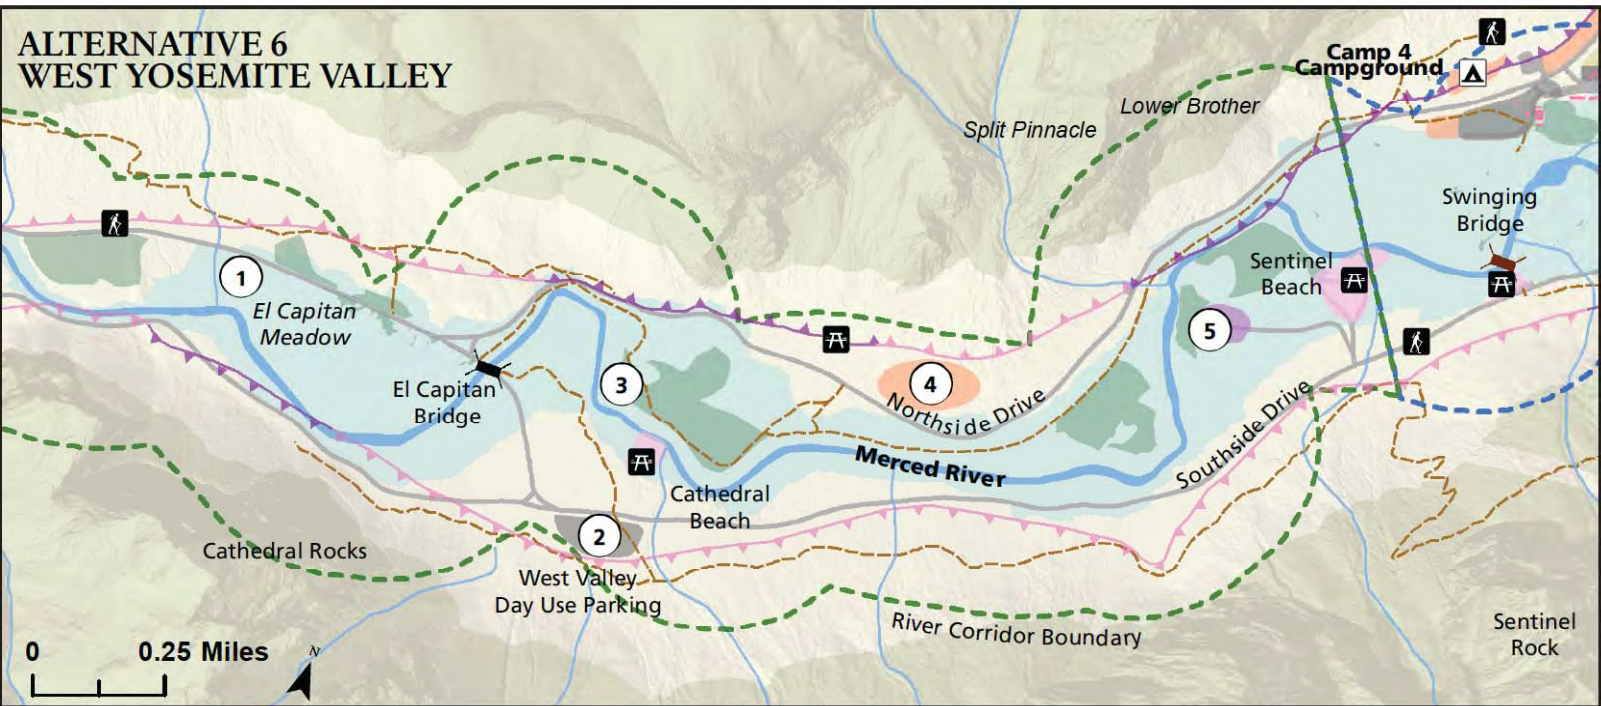 ALTERNATIVE 6
WEST YOSEMITE VALLEY
Camp 4
Campground
Lower Brother
Split Pinnacle
Swinging
Bridge
Sentinel
Beach
1
El Capitan
Meadow
5
3
4
El Capitan
Bridge
Northside Drive
Southside Drive
Merced River
Cathedral
Beach
2
Cathedral Rocks
West Valley
Day Use Parking
River Corridor Boundary
Sentinel
Rock
0 0.25 Miles
N